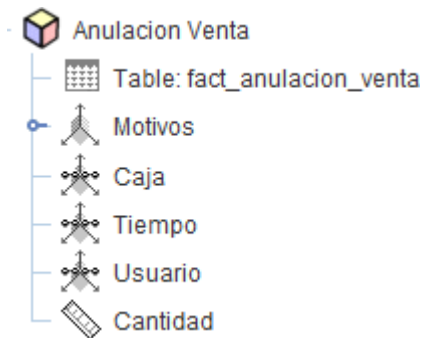 Anulacion Venta
Table: fact_anulacion_venta
Motivos
Caja
Tiempo
Usuario
Cantidad